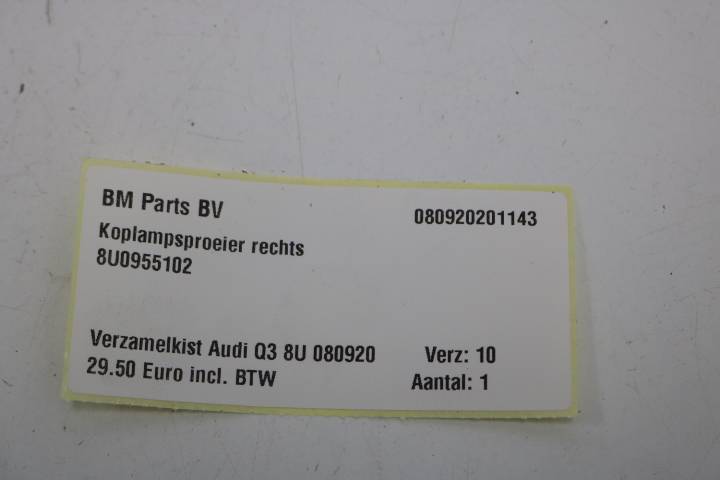 BM Parts BV 080920201143
Koplampsproeier rechts
8U0955102
Verzamelkist Audi Q3 8U 080920 Verz: 10
29.50 Euro incl. BTW Aantal: 1